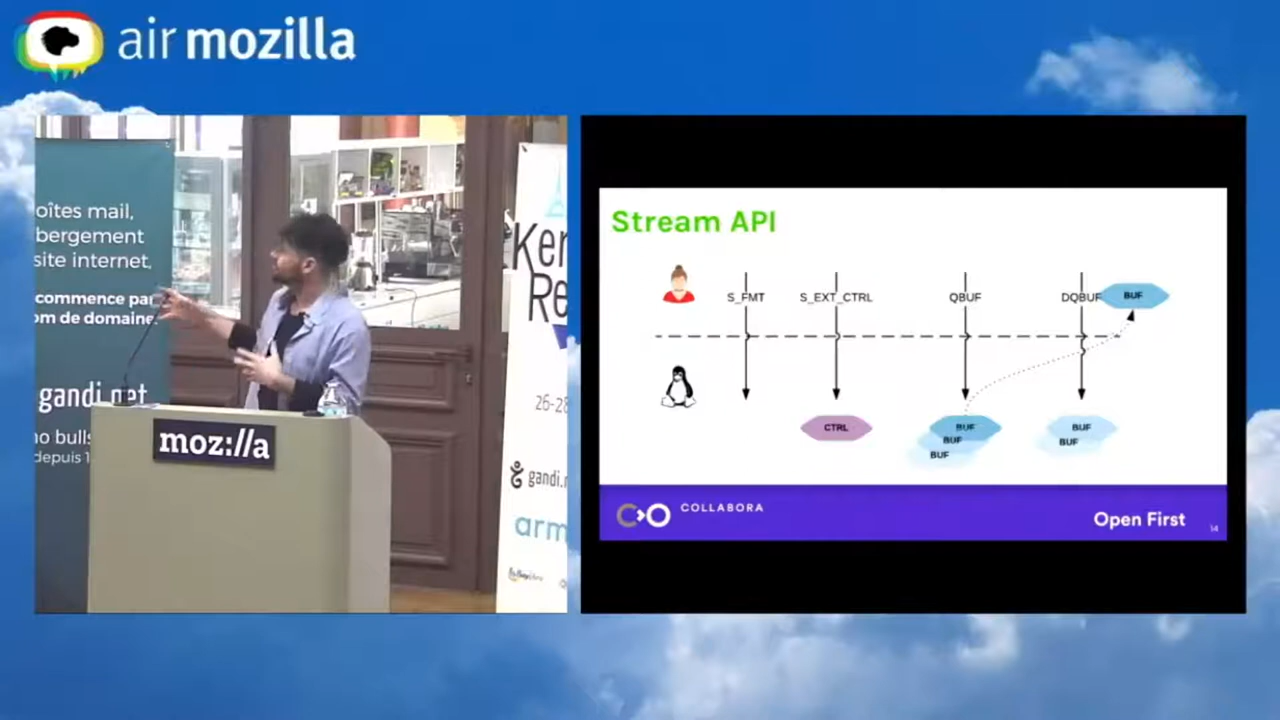 air mozilla
oîtes mail,
bergement
site internet,
commence par
om de domaine.
gandi.net
no bulls
depuis 1
moz://a
Ker
Re
26-28
gandi.n
arm
Stream API
S_FMT
S_EXT_CTRL
QBUF
DQBUF
BUF
CTRL
BUF
BUF
BUF
BUF
BUF
COLLABORA
Open First
14